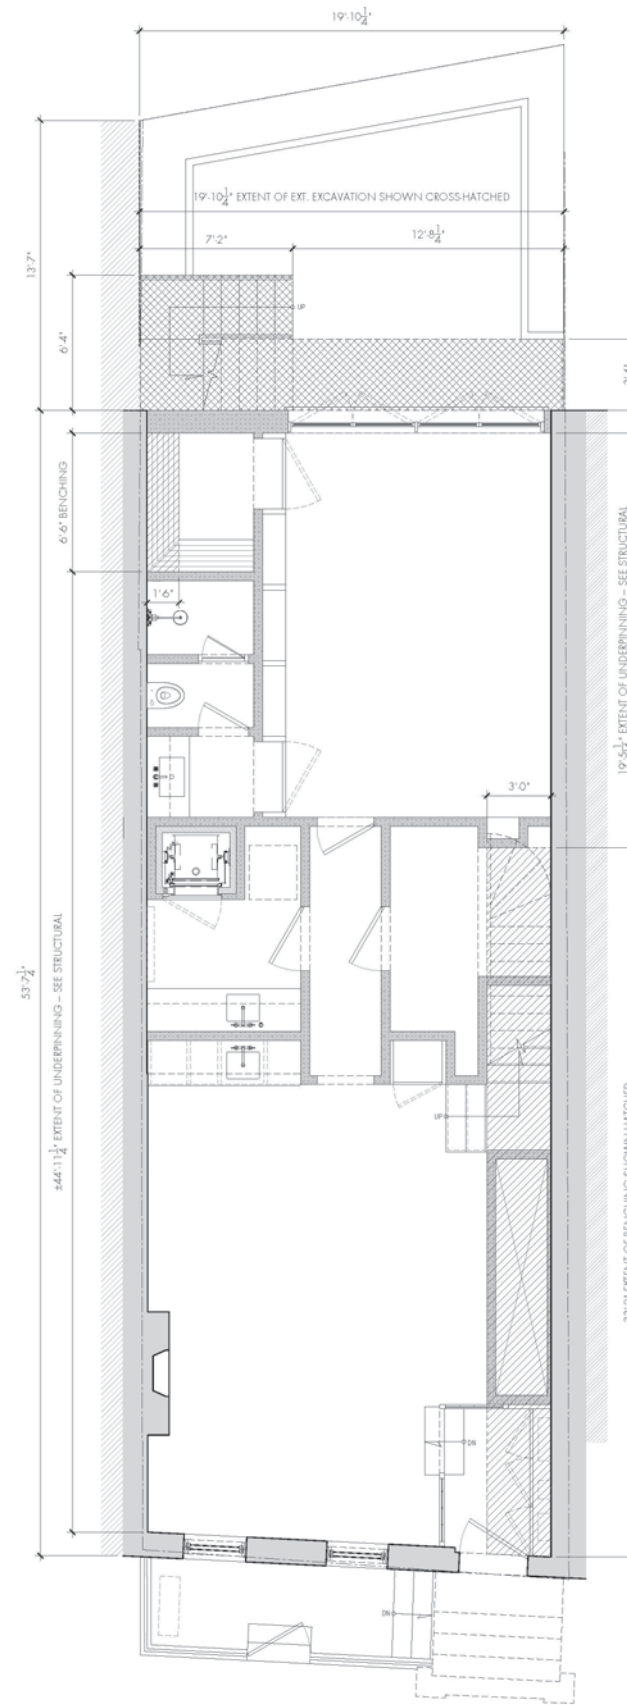 19'-10¼"
19'-10¼" EXTENT OF EXT. EXCAVATION SHOWN CROSS-HATCHED
7'-2"
12'-8¼"
13'-7"
UP
6'-4"
6'-6" BENCHING
19'-5½" EXTENT OF UNDERPINNING – SEE STRUCTURAL
1'-6"
3'-0"
53'-7¼"
±44'-11¼" EXTENT OF UNDERPINNING – SEE STRUCTURAL
UP
DN
DN